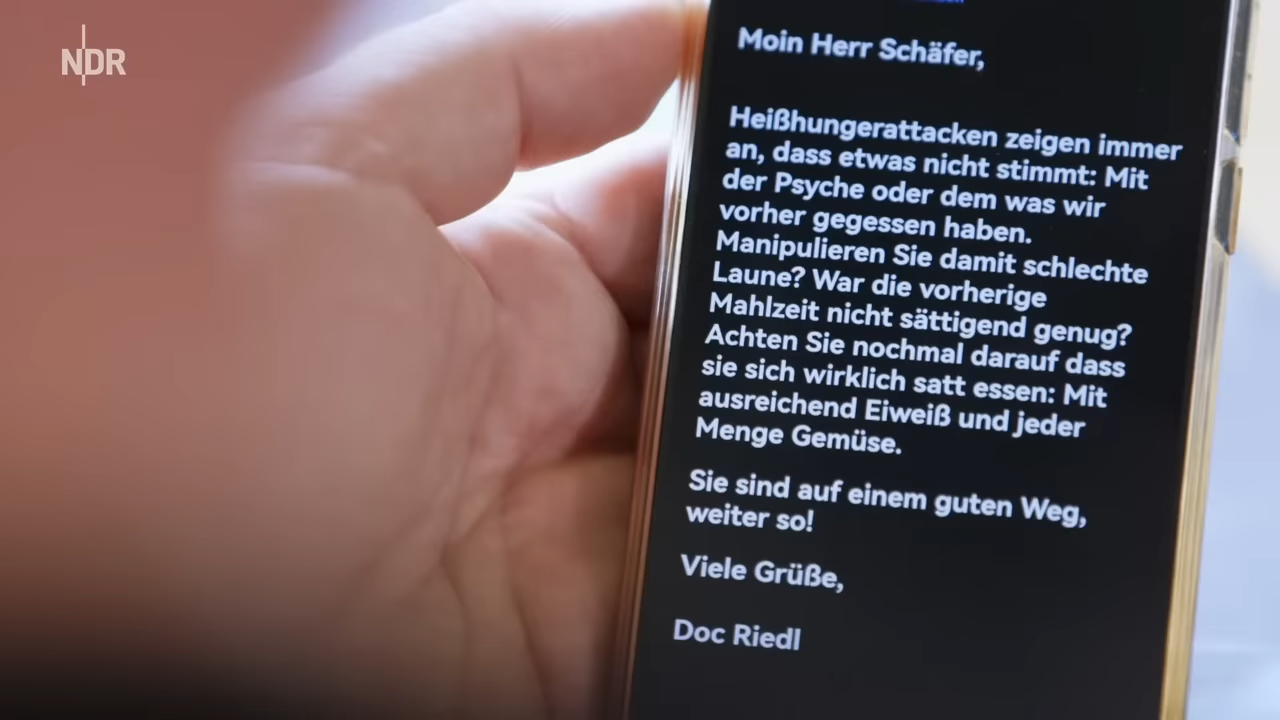 NDR
Moin Herr Schäfer,
Heißhungerattacken zeigen immer
an, dass etwas nicht stimmt: Mit
der Psyche oder dem was wir
vorher gegessen haben.
Manipulieren Sie damit schlechte
Laune? War die vorherige
Mahlzeit nicht sättigend genug?
Achten Sie nochmal darauf dass
sie sich wirklich satt essen: Mit
ausreichend Eiweiß und jeder
Menge Gemüse.
Sie sind auf einem guten Weg,
weiter so!
Viele Grüße,
Doc Riedl